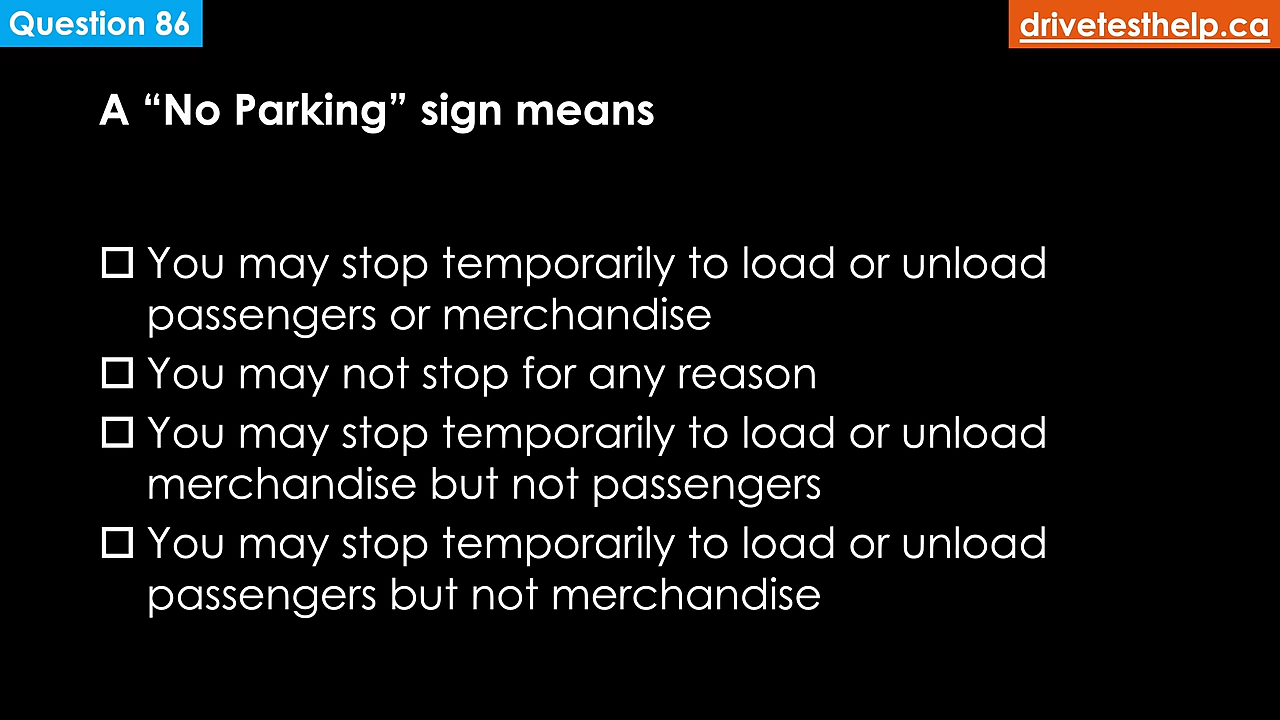 Question 86
drivetesthelp.ca
A “No Parking” sign means
You may stop temporarily to load or unload
passengers or merchandise
You may not stop for any reason
You may stop temporarily to load or unload
merchandise but not passengers
You may stop temporarily to load or unload
passengers but not merchandise